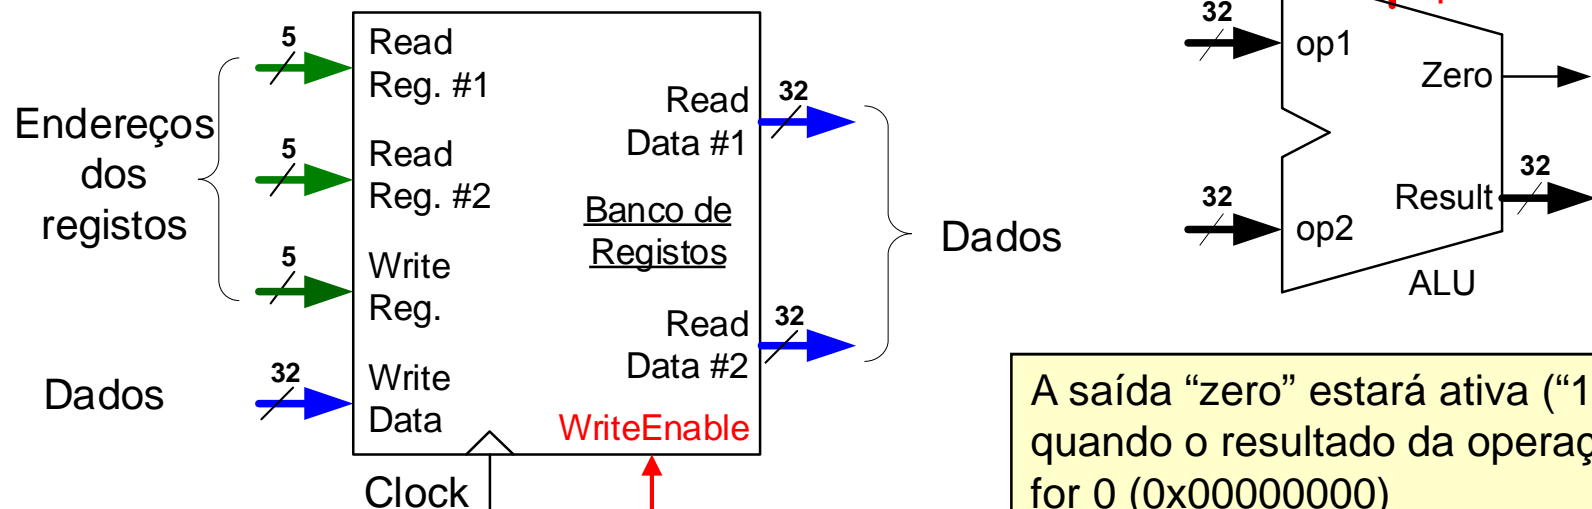 Endereços
dos
registos
Dados
5
5
5
32
Read
Reg. #1
Read
Reg. #2
Write
Reg.
Write
Data
Read
Data #1
Banco de
Registos
Read
Data #2
WriteEnable
Clock
32
32
Dados
32
32
op1
op2
Zero
Result
32
ALU
A saída “zero” estará ativa (“1
quando o resultado da operaç
for 0 (0x00000000)